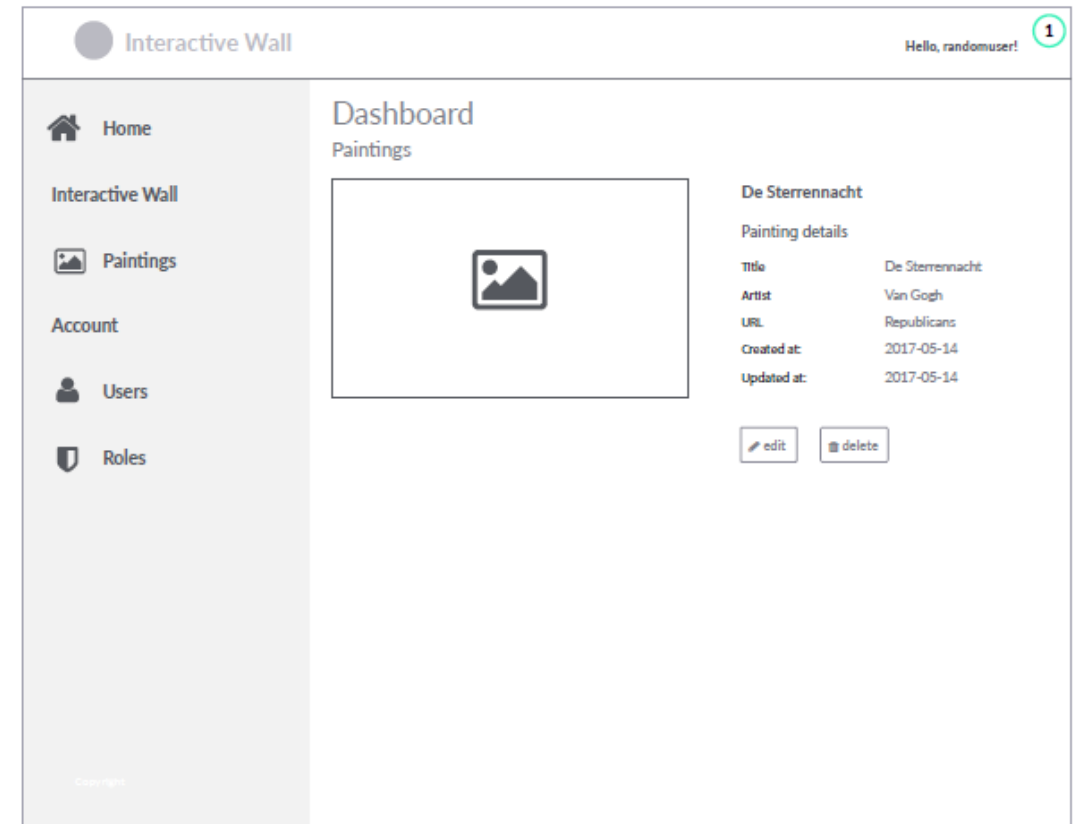 Interactive Wall
Hello, randomuser!
1
Home
Interactive Wall
Paintings
Account
Users
Roles
Copyright
Dashboard
Paintings
De Sterrennacht
Painting details
Title De Sterrennacht
Artist Van Gogh
URL Republicans
Created at: 2017-05-14
Updated at: 2017-05-14
edit delete